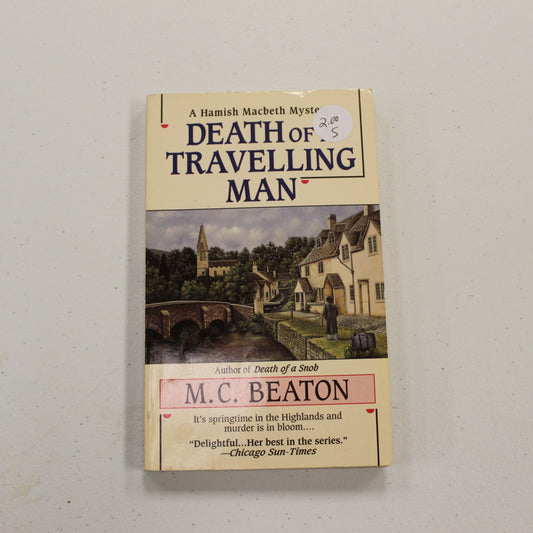 A Hamish Macbeth Myste
2.00
S
DEATH OF
TRAVELLING
MAN
Author of Death of a Snob
M.C. BEATON
It's springtime in the Highlands and
murder is in bloom....
"Delightful...Her best in the series."
—Chicago Sun-Times